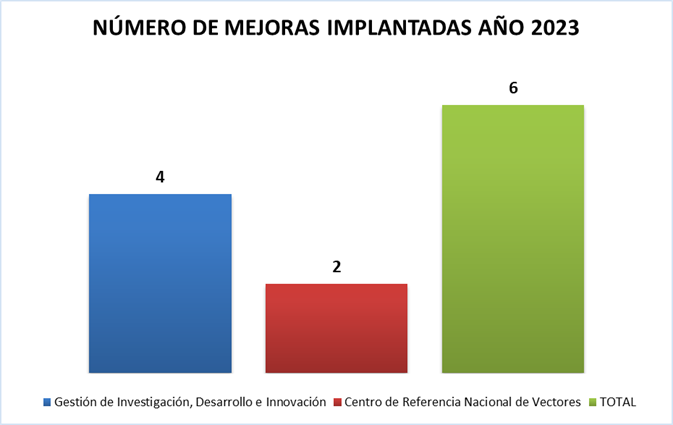 NÚMERO DE MEJORAS IMPLANTADAS AÑO 2023
6
4
2
Gestión de Investigación, Desarrollo e Innovación Centro de Referencia Nacional de Vectores TOTAL